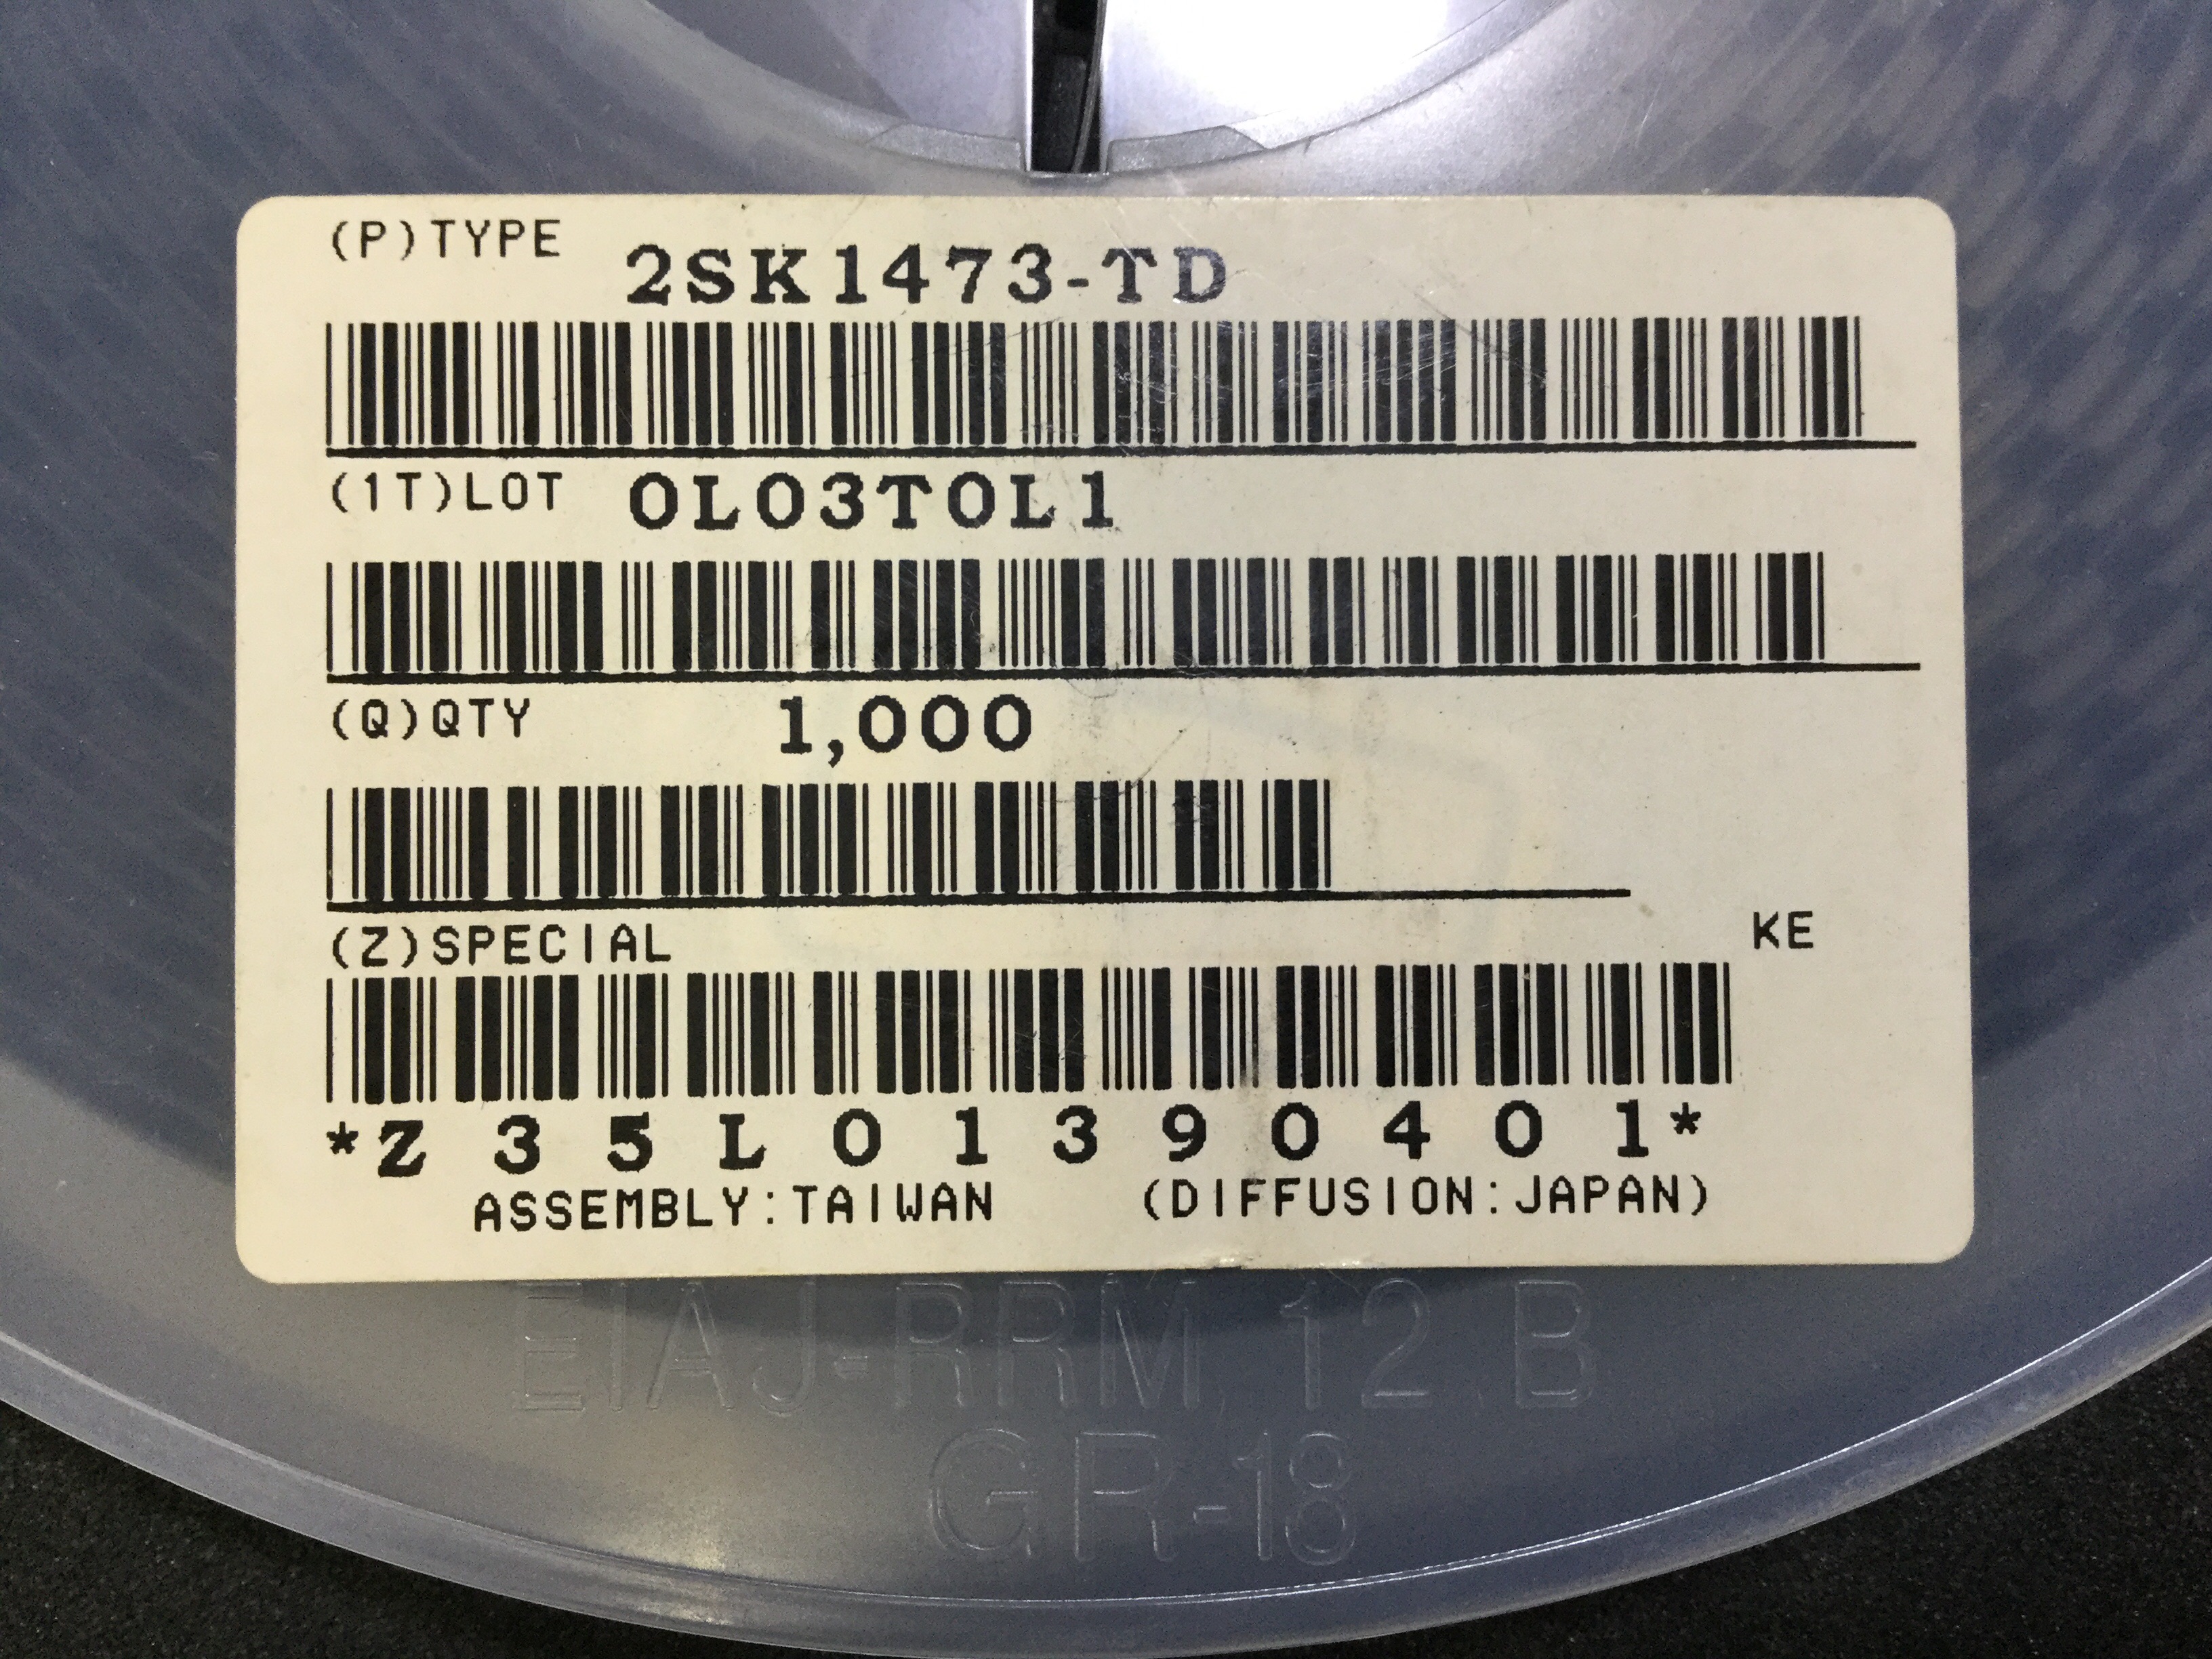 (P)TYPE 2SK1473-TD
(1T)LOT 0L03T0L1
(Q)QTY 1,000
(Z)SPECIAL KE
*Z35L01390401*
ASSEMBLY:TAIWAN (DIFFUSION:JAPAN)
EIAJ-RRM 12 B
GR-18